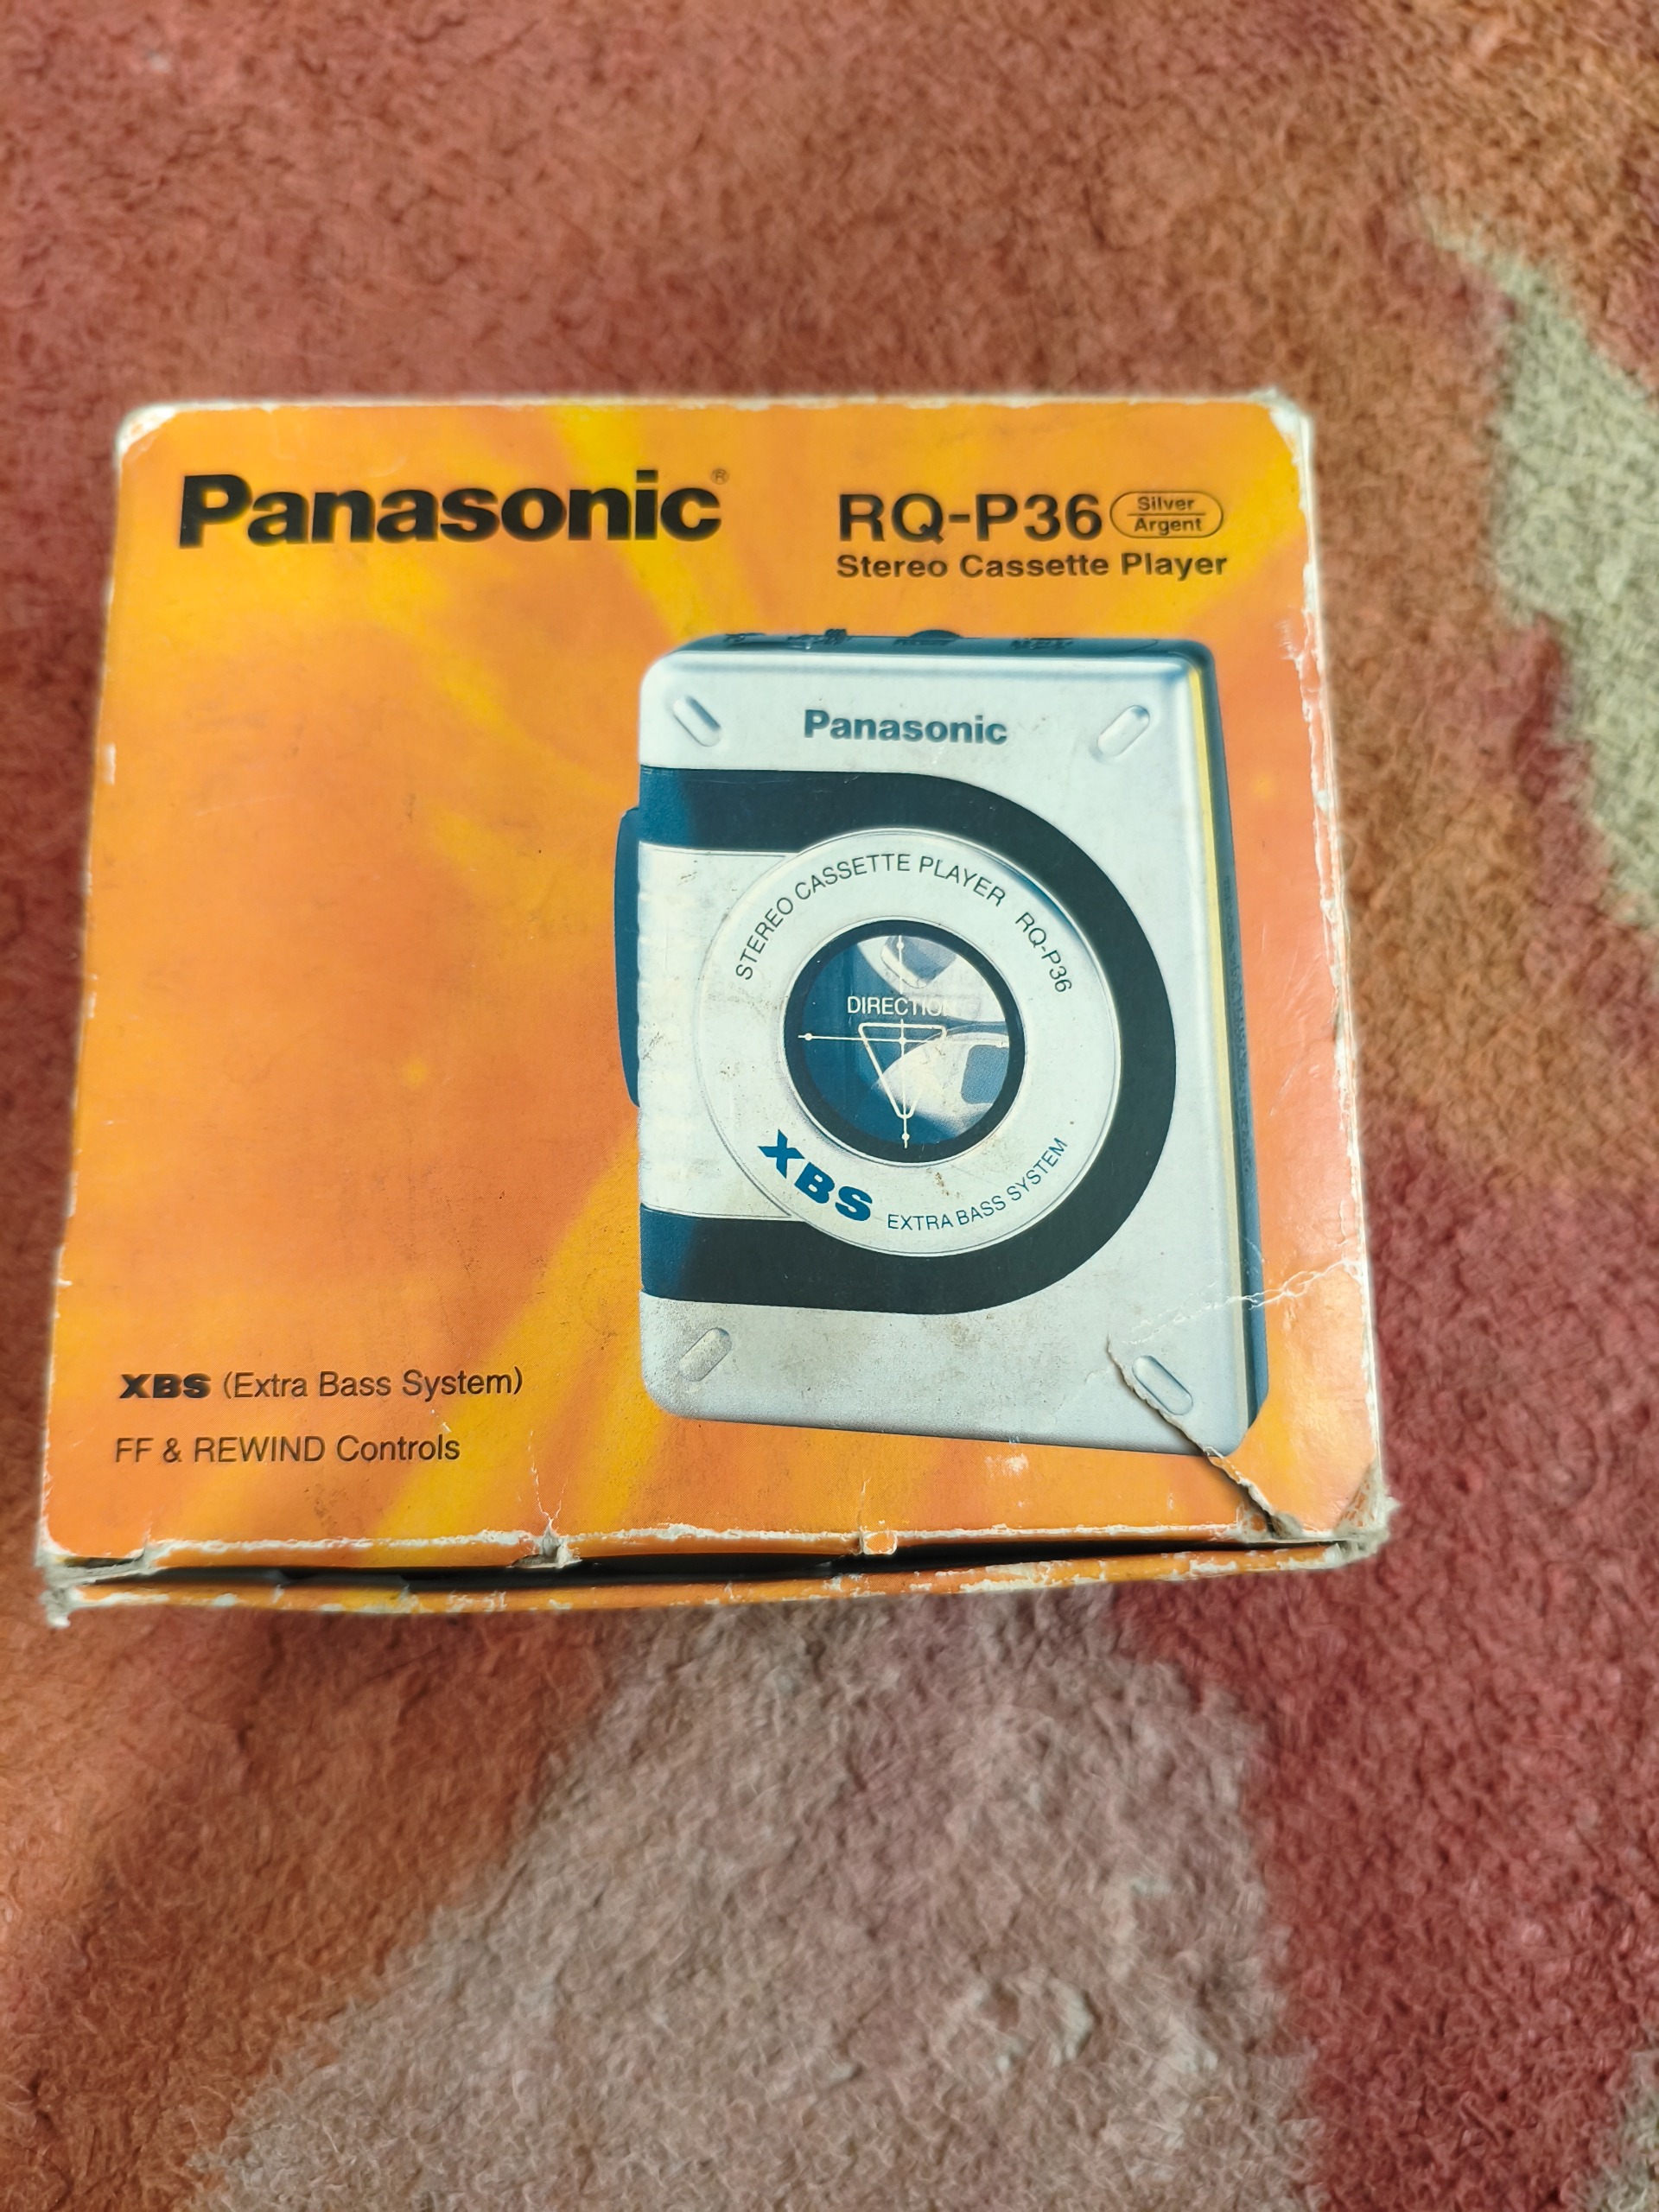 Panasonic®
RQ-P36
Silver
Argent
Stereo Cassette Player
Panasonic
STEREO CASSETTE PLAYER RQ-P36
DIRECTION
XBS EXTRA BASS SYSTEM
XBS (Extra Bass System)
FF & REWIND Controls